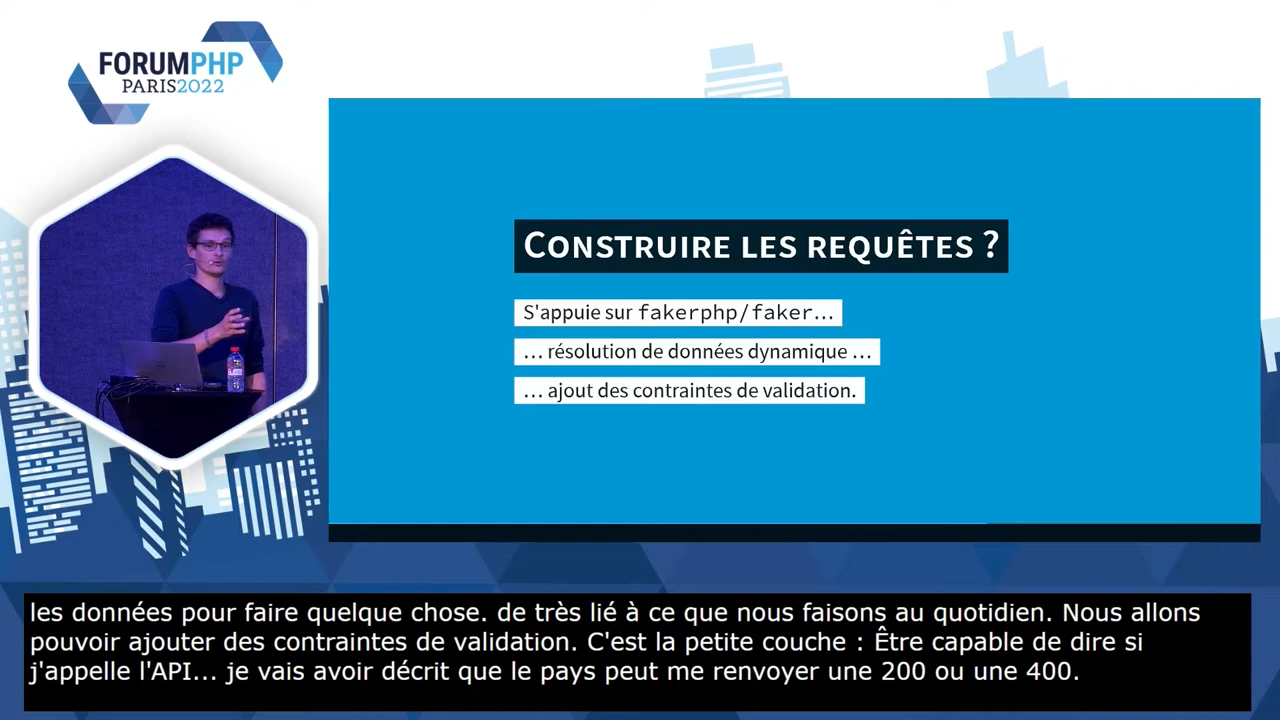 FORUMPHP
PARIS2022
CONSTRUIRE LES REQUÊTES ?
S'appuie sur fakerphp/faker...
... résolution de données dynamique ...
... ajout des contraintes de validation.
les données pour faire quelque chose. de très lié à ce que nous faisons au quotidien. Nous allons
pouvoir ajouter des contraintes de validation. C'est la petite couche : Être capable de dire si
j'appelle l'API... je vais avoir décrit que le pays peut me renvoyer une 200 ou une 400.